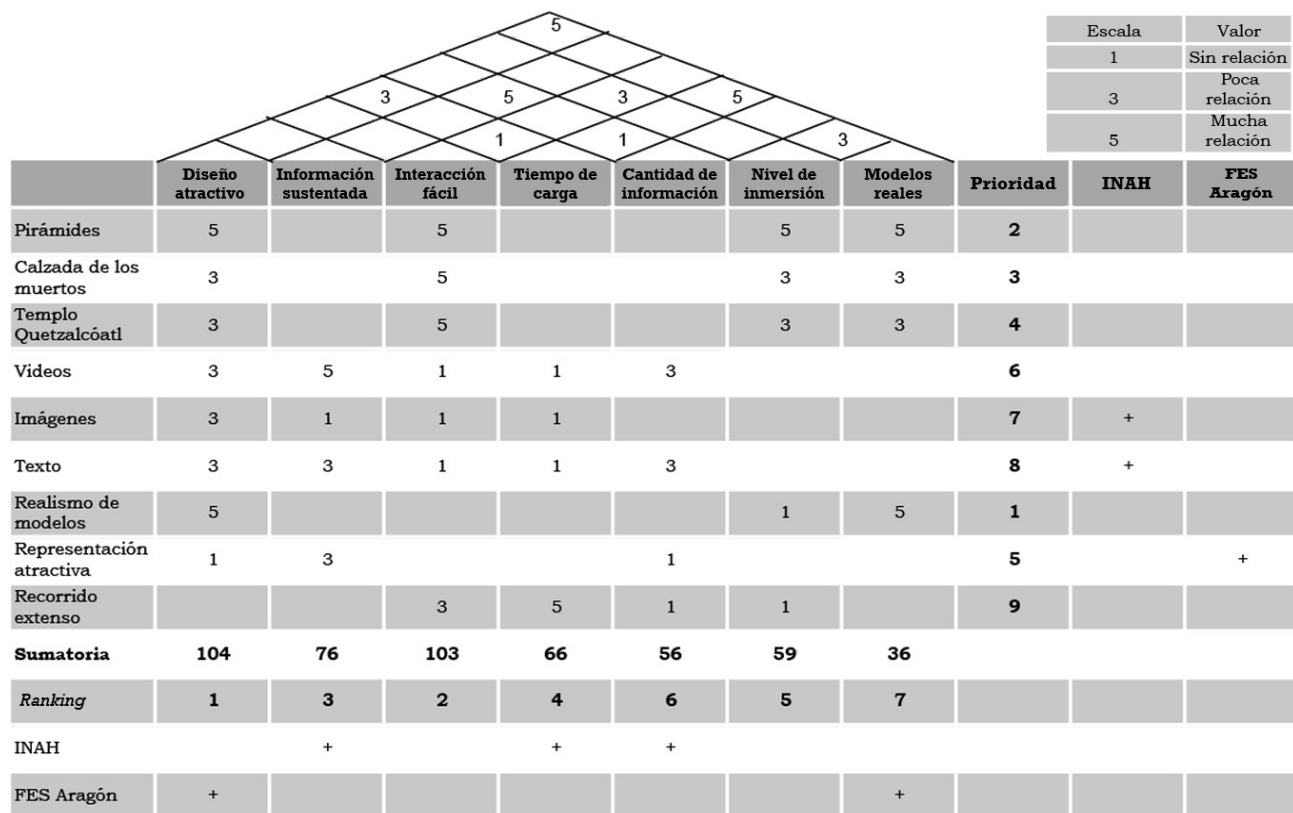 5
3 5 3 5
1 1 3
Escala Valor
1 Sin relación
3 Poca relación
5 Mucha relación
Diseño atractivo Información sustentada Interacción fácil Tiempo de carga Cantidad de información Nivel de inmersión Modelos reales Prioridad INAH FES Aragón
Pirámides 5 5 5 5 2
Calzada de los muertos 3 5 3 3 3
Templo Quetzalcóatl 3 5 3 3 4
Videos 3 5 1 1 3 6
Imágenes 3 1 1 1 7 +
Texto 3 3 1 1 3 8 +
Realismo de modelos 5 1 5 1
Representación atractiva 1 3 1 5 +
Recorrido extenso 3 5 1 1 9
Sumatoria 104 76 103 66 56 59 36
Ranking 1 3 2 4 6 5 7
INAH + + +
FES Aragón + +